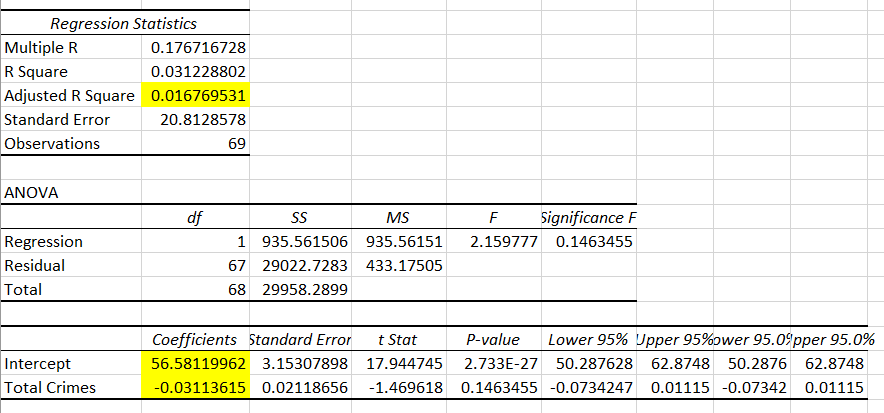 Regression Statistics
Multiple R 0.176716728
R Square 0.031228802
Adjusted R Square 0.016769531
Standard Error 20.8128578
Observations 69
ANOVA
df SS MS F Significance F
Regression 1 935.561506 935.56151 2.159777 0.1463455
Residual 67 29022.7283 433.17505
Total 68 29958.2899
Coefficients Standard Error t Stat P-value Lower 95% Upper 95% ower 95.0% pper 95.0%
Intercept 56.58119962 3.15307898 17.944745 2.733E-27 50.287628 62.8748 50.2876 62.8748
Total Crimes -0.03113615 0.02118656 -1.469618 0.1463455 -0.0734247 0.01115 -0.07342 0.01115